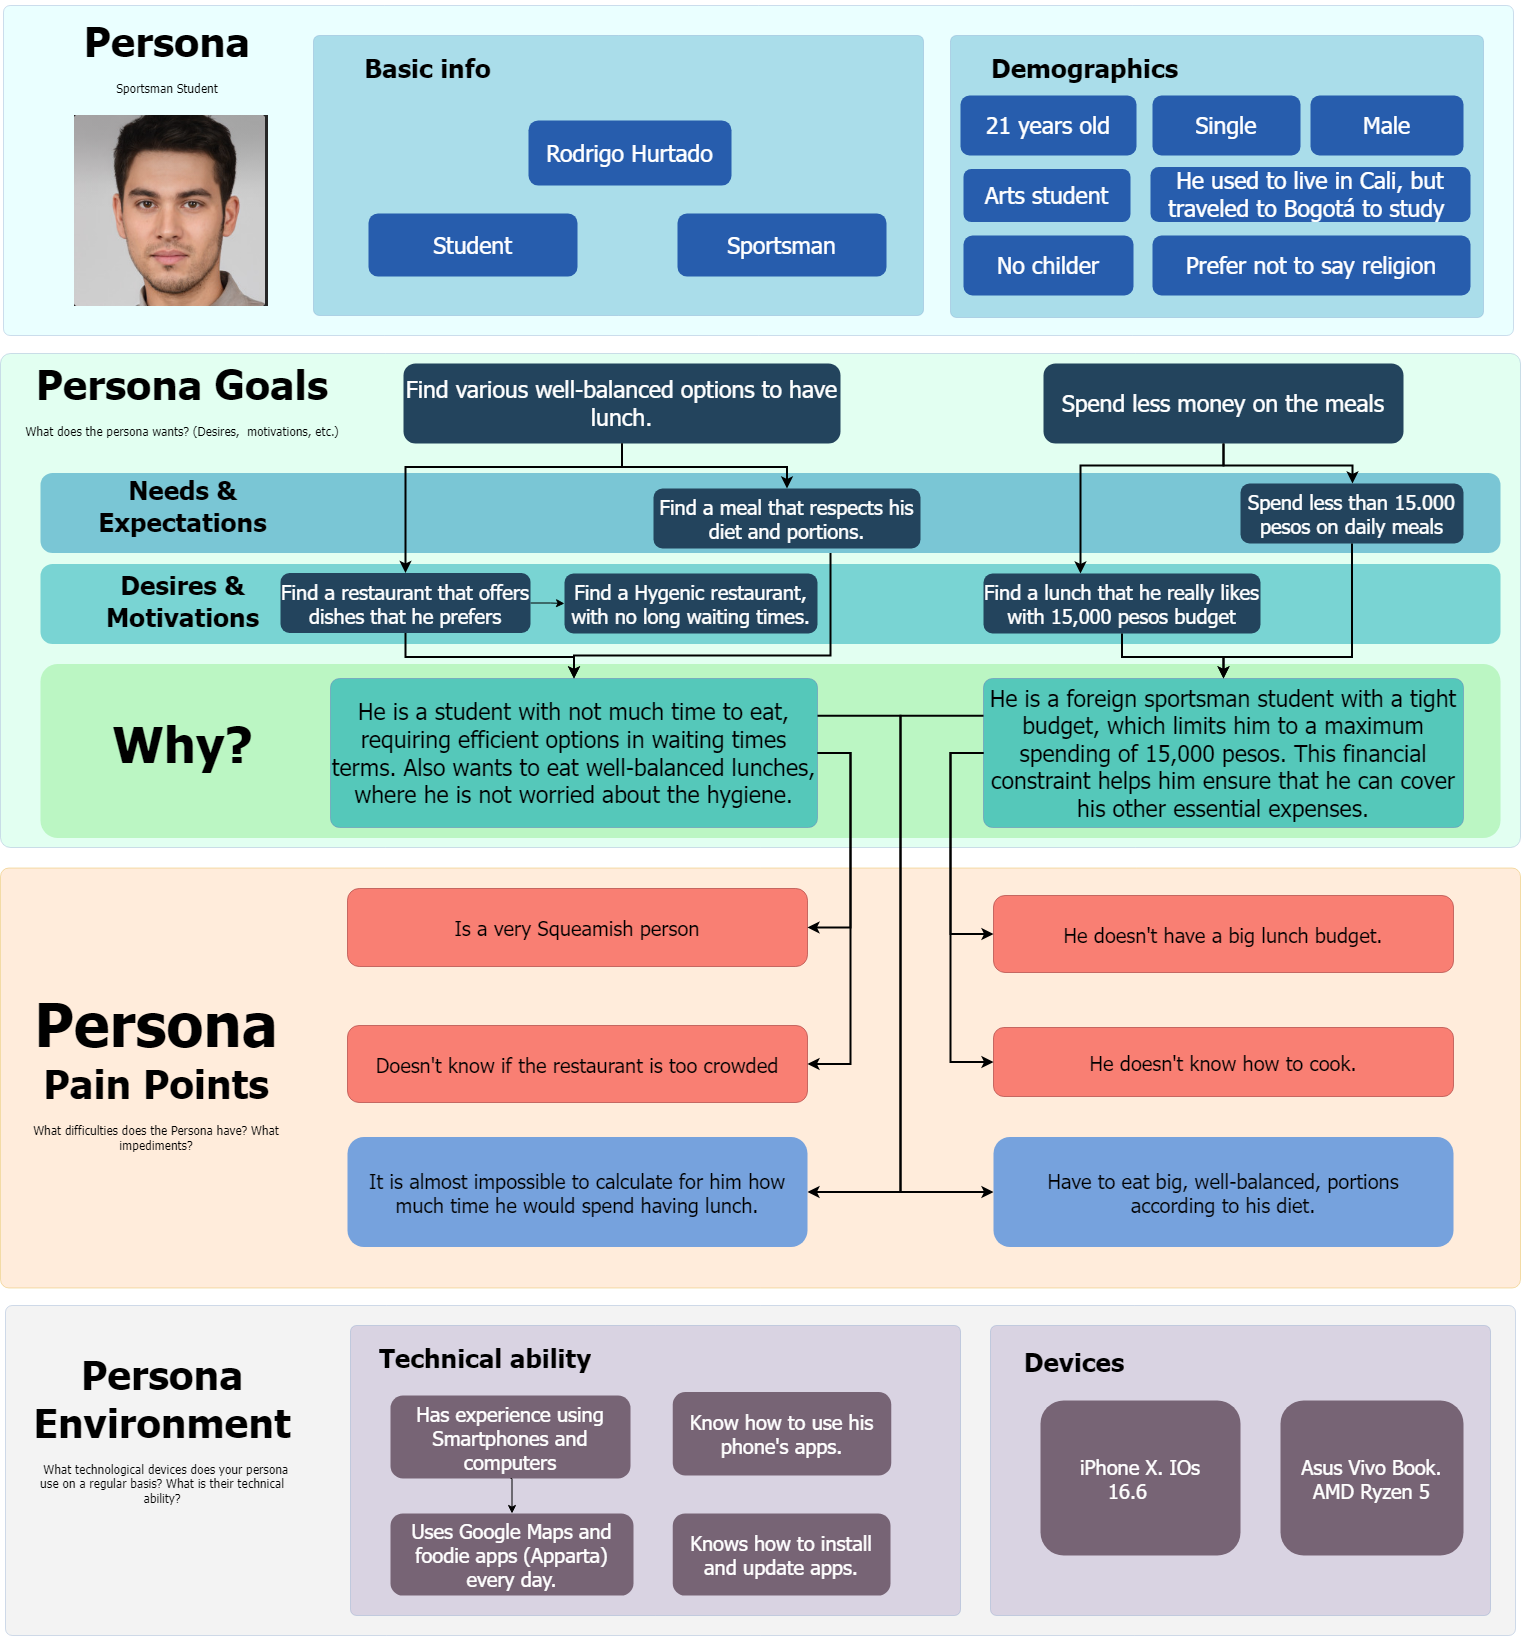 Persona
Sportsman Student
Basic info
Rodrigo Hurtado
Student
Sportsman
Demographics
21 years old
Single
Male
Arts student
He used to live in Cali, but
traveled to Bogotá to study
No childer
Prefer not to say religion
Persona Goals
What does the persona wants? (Desires,  motivations, etc.)
Find various well-balanced options to have
lunch.
Spend less money on the meals
Needs &
Expectations
Find a meal that respects his
diet and portions.
Spend less than 15.000
pesos on daily meals
Desires &
Motivations
Find a restaurant that offers
dishes that he prefers
Find a Hygenic restaurant,
with no long waiting times.
Find a lunch that he really likes
with 15,000 pesos budget
Why?
He is a student with not much time to eat,
requiring efficient options in waiting times
terms. Also wants to eat well-balanced lunches,
where he is not worried about the hygiene.
He is a foreign sportsman student with a tight
budget, which limits him to a maximum
spending of 15,000 pesos. This financial
constraint helps him ensure that he can cover
his other essential expenses.
Persona
Pain Points
What difficulties does the Persona have? What
impediments?
Is a very Squeamish person
He doesn't have a big lunch budget.
Doesn't know if the restaurant is too crowded
He doesn't know how to cook.
It is almost impossible to calculate for him how
much time he would spend having lunch.
Have to eat big, well-balanced, portions
according to his diet.
Persona
Environment
What technological devices does your persona
use on a regular basis? What is their technical
ability?
Technical ability
Has experience using
Smartphones and
computers
Know how to use his
phone's apps.
Uses Google Maps and
foodie apps (Apparta)
every day.
Knows how to install
and update apps.
Devices
iPhone X. IOs
16.6
Asus Vivo Book.
AMD Ryzen 5